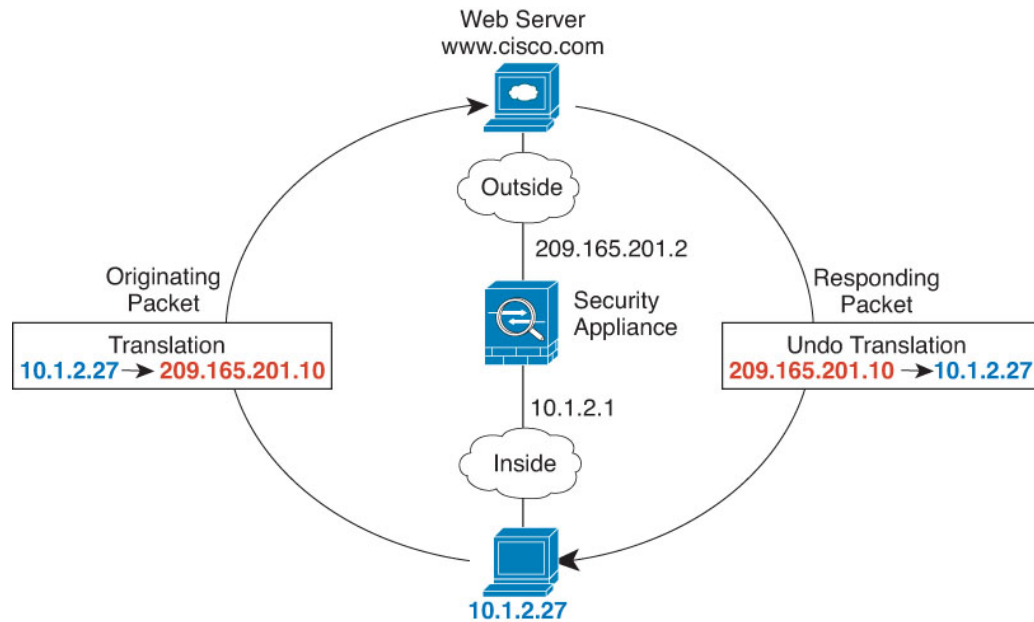 Web Server
www.cisco.com
Outside
209.165.201.2
Originating
Packet
Responding
Packet
Security
Appliance
Translation
10.1.2.27 209.165.201.10
Undo Translation
209.165.201.10 10.1.2.27
10.1.2.1
Inside
10.1.2.27